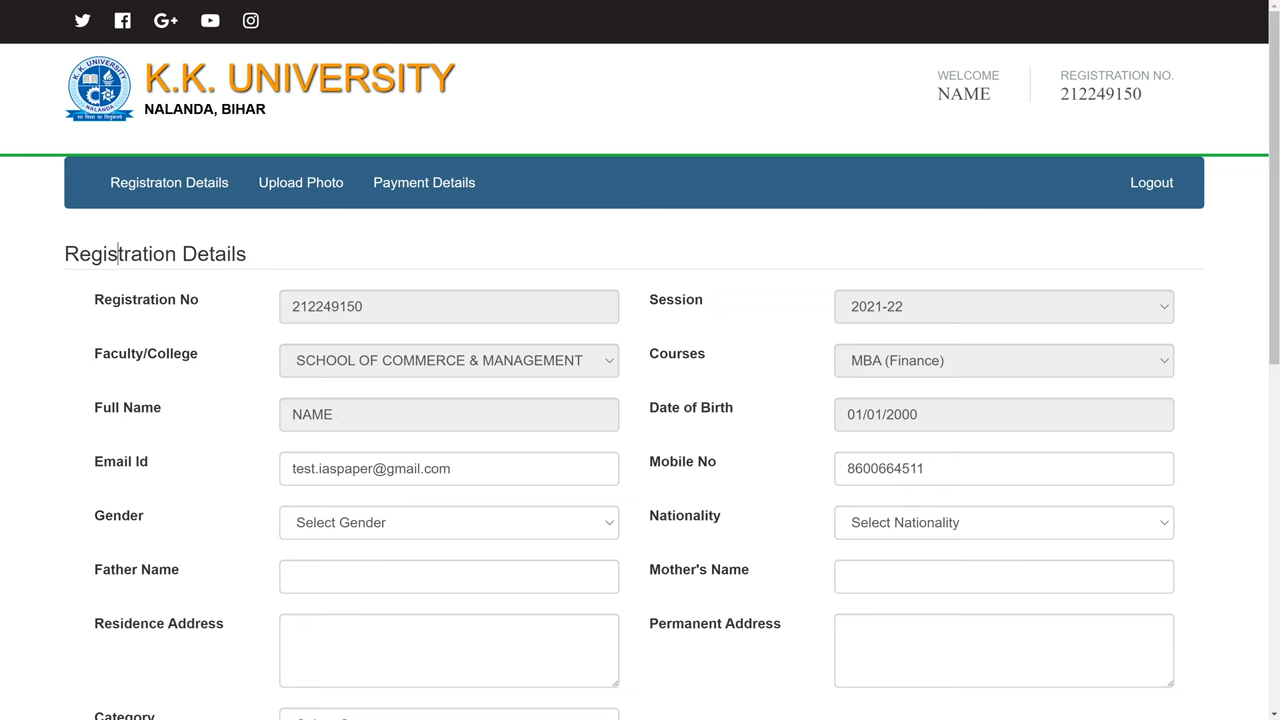 K.K. UNIVERSITY
NALANDA, BIHAR
K.K. UNIVERSITY
NALANDA
WELCOME
NAME
REGISTRATION NO.
212249150
Registraton Details
Upload Photo
Payment Details
Logout
Registration Details
Registration No
212249150
Session
2021-22
Faculty/College
SCHOOL OF COMMERCE & MANAGEMENT
Courses
MBA (Finance)
Full Name
NAME
Date of Birth
01/01/2000
Email Id
test.iaspaper@gmail.com
Mobile No
8600664511
Gender
Select Gender
Nationality
Select Nationality
Father Name
Mother's Name
Residence Address
Permanent Address
Category